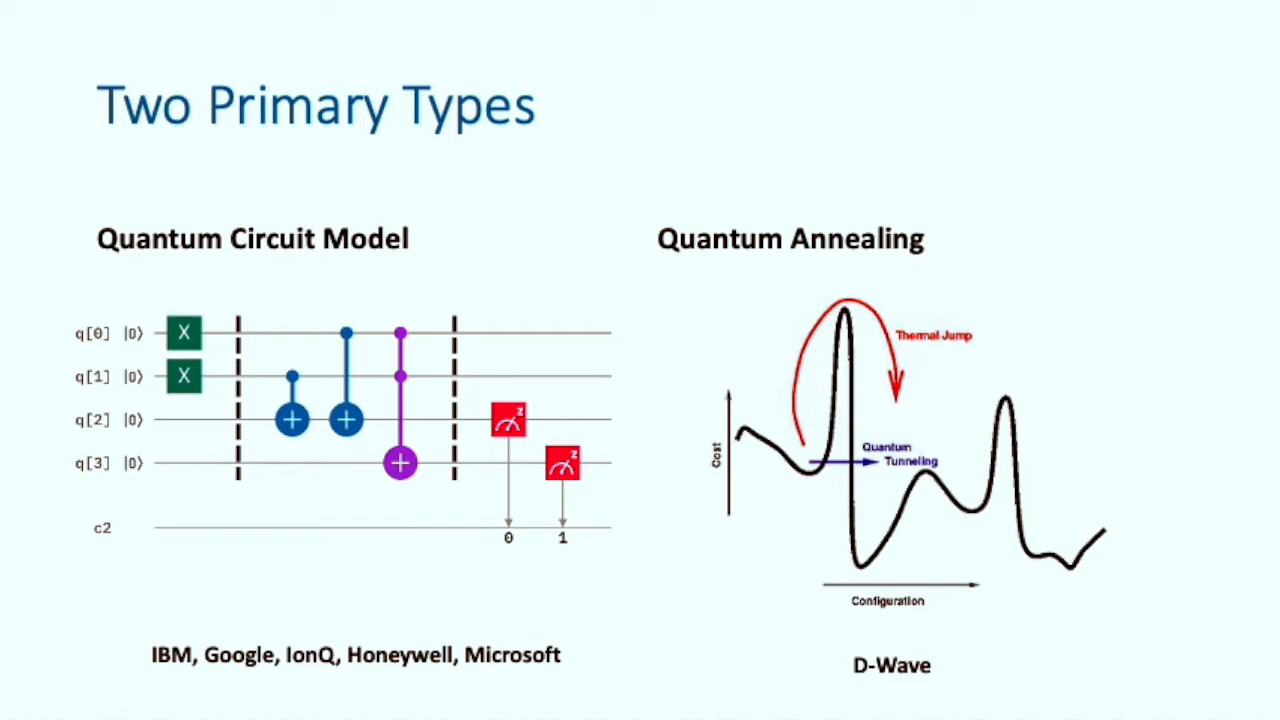 Two Primary Types
Quantum Circuit Model
q[0] |0⟩ X
q[1] |0⟩ X
q[2] |0⟩ + + z
q[3] |0⟩ + z
c2
0 1
IBM, Google, IonQ, Honeywell, Microsoft
Quantum Annealing
Thermal Jump
Cost
Quantum
Tunneling
Configuration
D-Wave